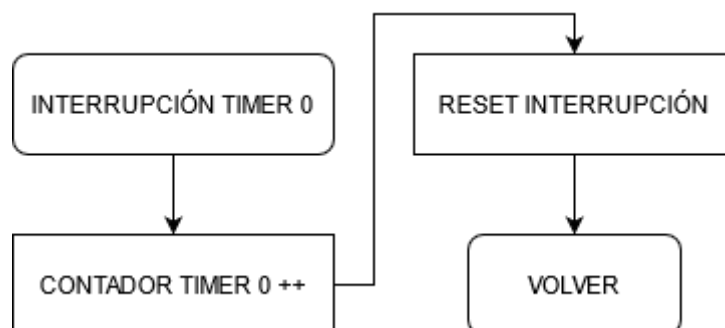 INTERRUPCIÓN TIMER 0
CONTADOR TIMER 0 ++
RESET INTERRUPCIÓN
VOLVER